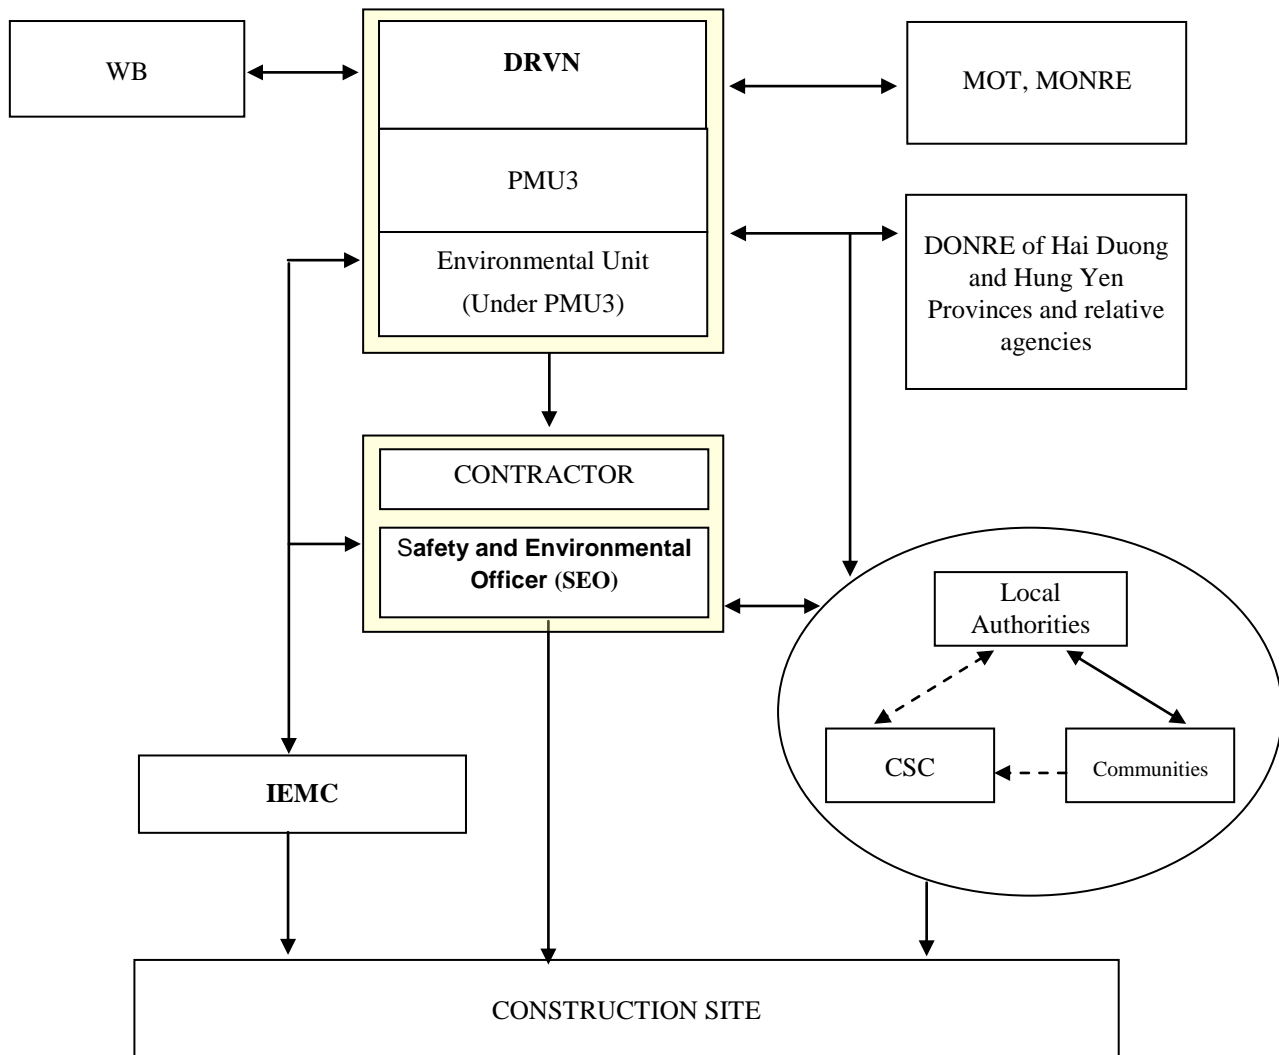 WB
DRVN
MOT, MONRE
PMU3
Environmental Unit
(Under PMU3)
DONRE of Hai Duong
and Hung Yen
Provinces and relative
agencies
CONTRACTOR
Safety and Environmental
Officer (SEO)
Local
Authorities
CSC
Communities
IEMC
CONSTRUCTION SITE